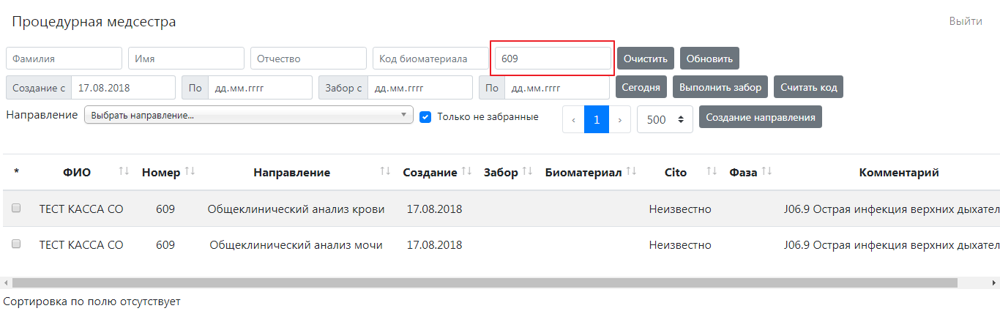 Процедурная медсестра Выйти
Фамилия Имя Отчество Код биоматериала 609 Очистить Обновить
Создание с 17.08.2018 По дд.мм.гггг Забор с дд.мм.гггг По дд.мм.гггг Сегодня Выполнить забор Считать код
Направление Выбрать направление... Только не забранные ‹ 1 › 500 Создание направления
* ФИО Номер Направление Создание Забор Биоматериал Cito Фаза Комментарий
ТЕСТ КАССА СО 609 Общеклинический анализ крови 17.08.2018 Неизвестно J06.9 Острая инфекция верхних дыхател
ТЕСТ КАССА СО 609 Общеклинический анализ мочи 17.08.2018 Неизвестно J06.9 Острая инфекция верхних дыхател
Сортировка по полю отсутствует